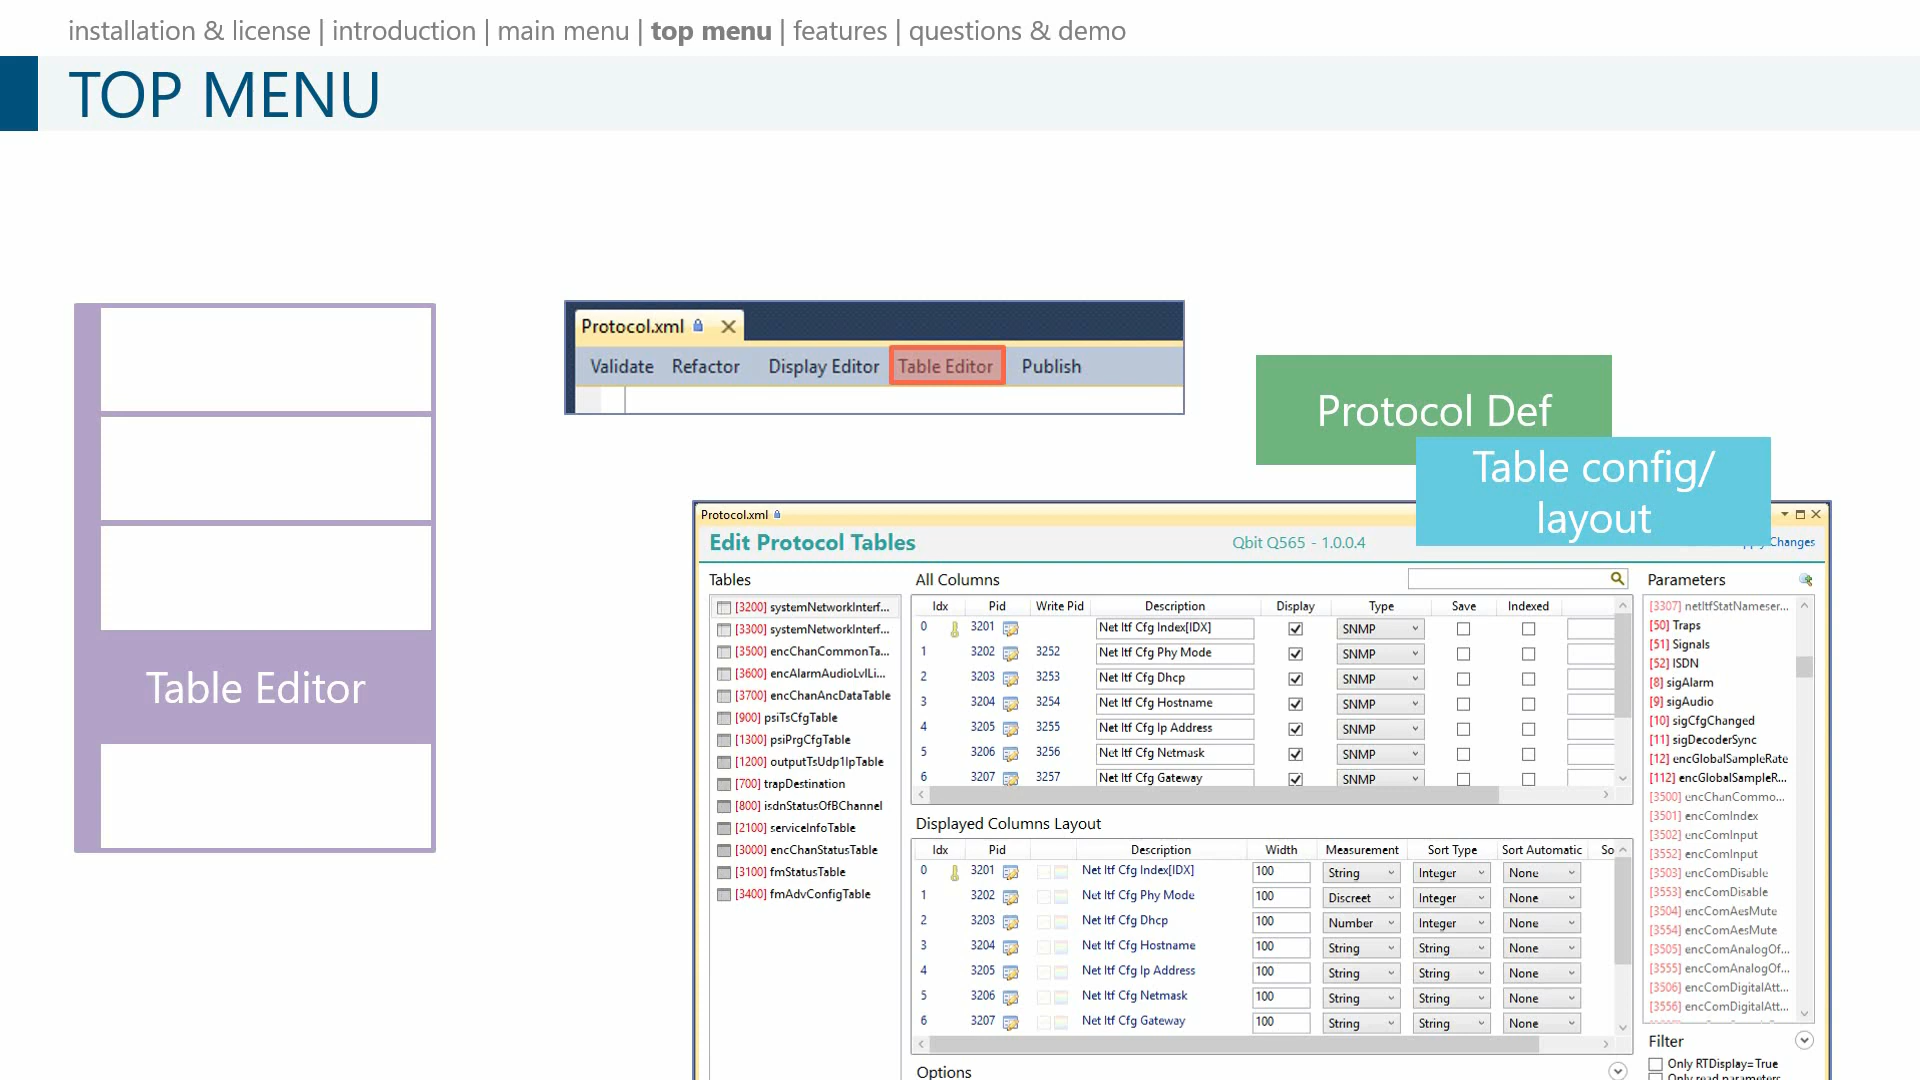 installation & license | introduction | main menu | top menu | features | questions & demo
TOP MENU
Table Editor
Protocol.xml
Validate Refactor Display Editor Table Editor Publish
Protocol Def
Table config/
layout
Protocol.xml
Edit Protocol Tables
Qbit Q565 - 1.0.0.4
Changes
Tables
[3200] systemNetworkInterf...
[3300] systemNetworkInterf...
[3500] encChanCommonTa...
[3600] encAlarmAudioLvlLi...
[3700] encChanAncDataTable
[900] psiTsCfgTable
[1300] psiPrgCfgTable
[1200] outputTsUdp1IpTable
[700] trapDestination
[800] isdnStatusOfBChannel
[2100] serviceInfoTable
[3000] encChanStatusTable
[3100] fmStatusTable
[3400] fmAdvConfigTable
All Columns
Idx Pid Write Pid Description Display Type Save Indexed
0 3201 Net Itf Cfg Index[IDX] SNMP
1 3202 3252 Net Itf Cfg Phy Mode SNMP
2 3203 3253 Net Itf Cfg Dhcp SNMP
3 3204 3254 Net Itf Cfg Hostname SNMP
4 3205 3255 Net Itf Cfg Ip Address SNMP
5 3206 3256 Net Itf Cfg Netmask SNMP
6 3207 3257 Net Itf Cfg Gateway SNMP
Displayed Columns Layout
Idx Pid Description Width Measurement Sort Type Sort Automatic So
0 3201 Net Itf Cfg Index[IDX] 100 String Integer None
1 3202 Net Itf Cfg Phy Mode 100 Discreet Integer None
2 3203 Net Itf Cfg Dhcp 100 Number Integer None
3 3204 Net Itf Cfg Hostname 100 String String None
4 3205 Net Itf Cfg Ip Address 100 String String None
5 3206 Net Itf Cfg Netmask 100 String String None
6 3207 Net Itf Cfg Gateway 100 String String None
Options
Parameters
[3307] netItfStatNameser...
[50] Traps
[51] Signals
[52] ISDN
[8] sigAlarm
[9] sigAudio
[10] sigCfgChanged
[11] sigDecoderSync
[12] encGlobalSampleRate
[112] encGlobalSampleR...
[3500] encChanCommo...
[3501] encComIndex
[3502] encComInput
[3552] encComInput
[3503] encComDisable
[3553] encComDisable
[3504] encComAesMute
[3554] encComAesMute
[3505] encComAnalogOf...
[3555] encComAnalogOf...
[3506] encComDigitalAtt...
[3556] encComDigitalAtt...
Filter
Only RTDisplay=True
Only read parameters